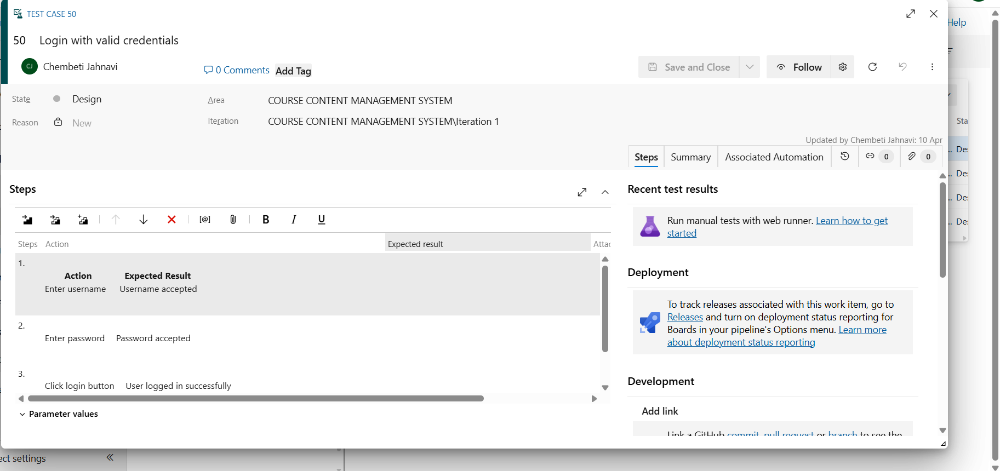 TEST CASE 50
50 Login with valid credentials
CJ Chembeti Jahnavi
0 Comments
Add Tag
Save and Close
Follow
State
Design
Area
COURSE CONTENT MANAGEMENT SYSTEM
Reason
New
Iteration
COURSE CONTENT MANAGEMENT SYSTEM\Iteration 1
Updated by Chembeti Jahnavi: 10 Apr
Steps
Summary
Associated Automation
0
0
Steps
[@]
B
I
U
Steps Action Expected result Attac
1.
Action Expected Result
Enter username Username accepted
2.
Enter password Password accepted
3.
Click login button User logged in successfully
Parameter values
Recent test results
Run manual tests with web runner. Learn how to get
started
Deployment
To track releases associated with this work item, go to
Releases and turn on deployment status reporting for
Boards in your pipeline's Options menu. Learn more
about deployment status reporting
Development
Add link
Link a GitHub commit, pull request or branch to see the
Help
Sta
.. Des
.. Des
.. Des
.. Des
ect settings